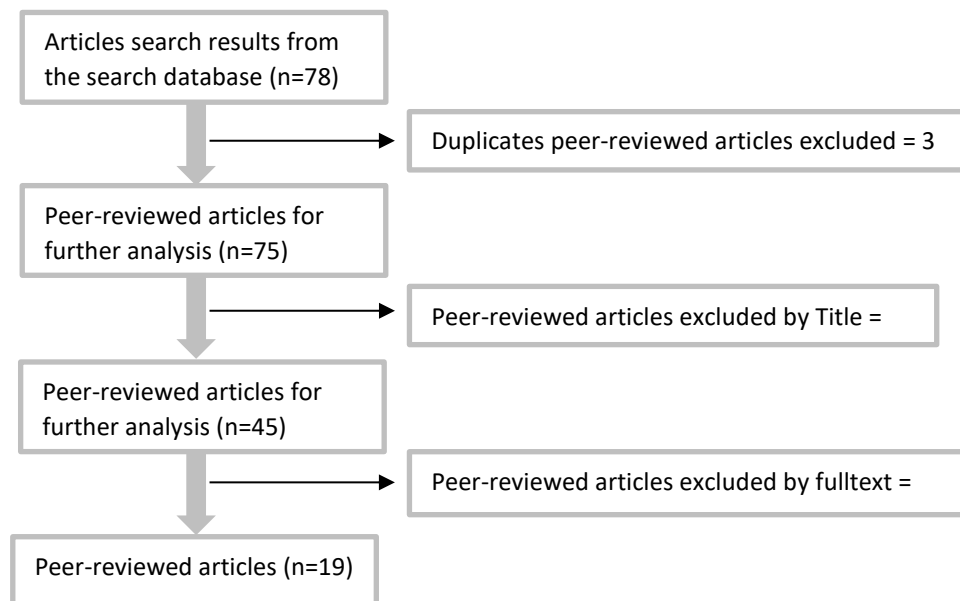 Articles search results from
the search database (n=78)
Duplicates peer-reviewed articles excluded = 3
Peer-reviewed articles for
further analysis (n=75)
Peer-reviewed articles excluded by Title =
Peer-reviewed articles for
further analysis (n=45)
Peer-reviewed articles excluded by fulltext =
Peer-reviewed articles (n=19)